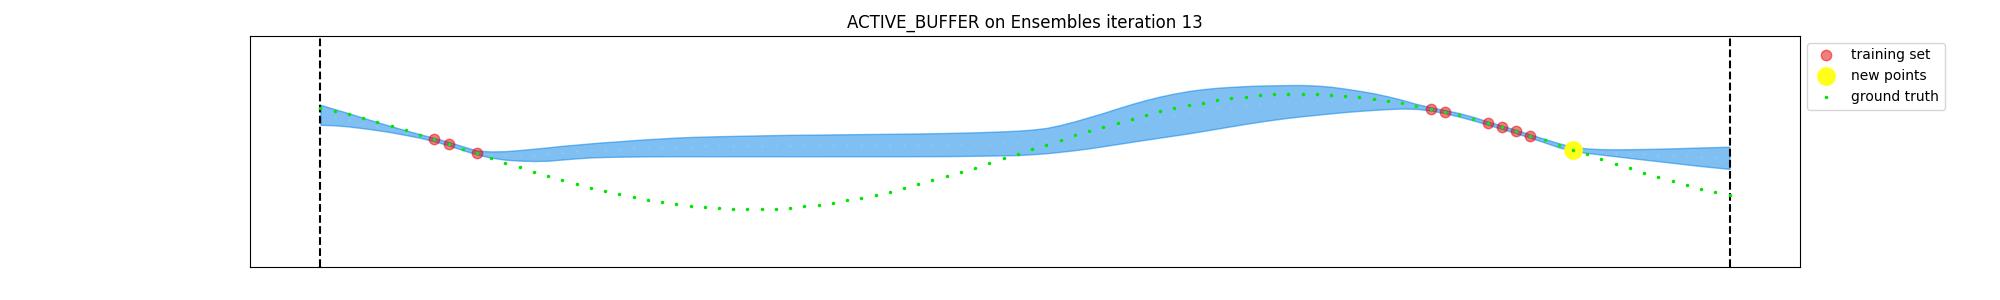 ACTIVE_BUFFER on Ensembles iteration 13
training set
new points
ground truth